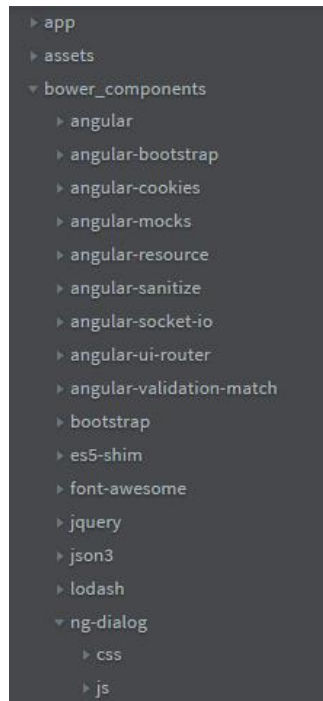 app
assets
bower_components
angular
angular-bootstrap
angular-cookies
angular-mocks
angular-resource
angular-sanitize
angular-socket-io
angular-ui-router
angular-validation-match
bootstrap
es5-shim
font-awesome
jquery
json3
lodash
ng-dialog
css
js